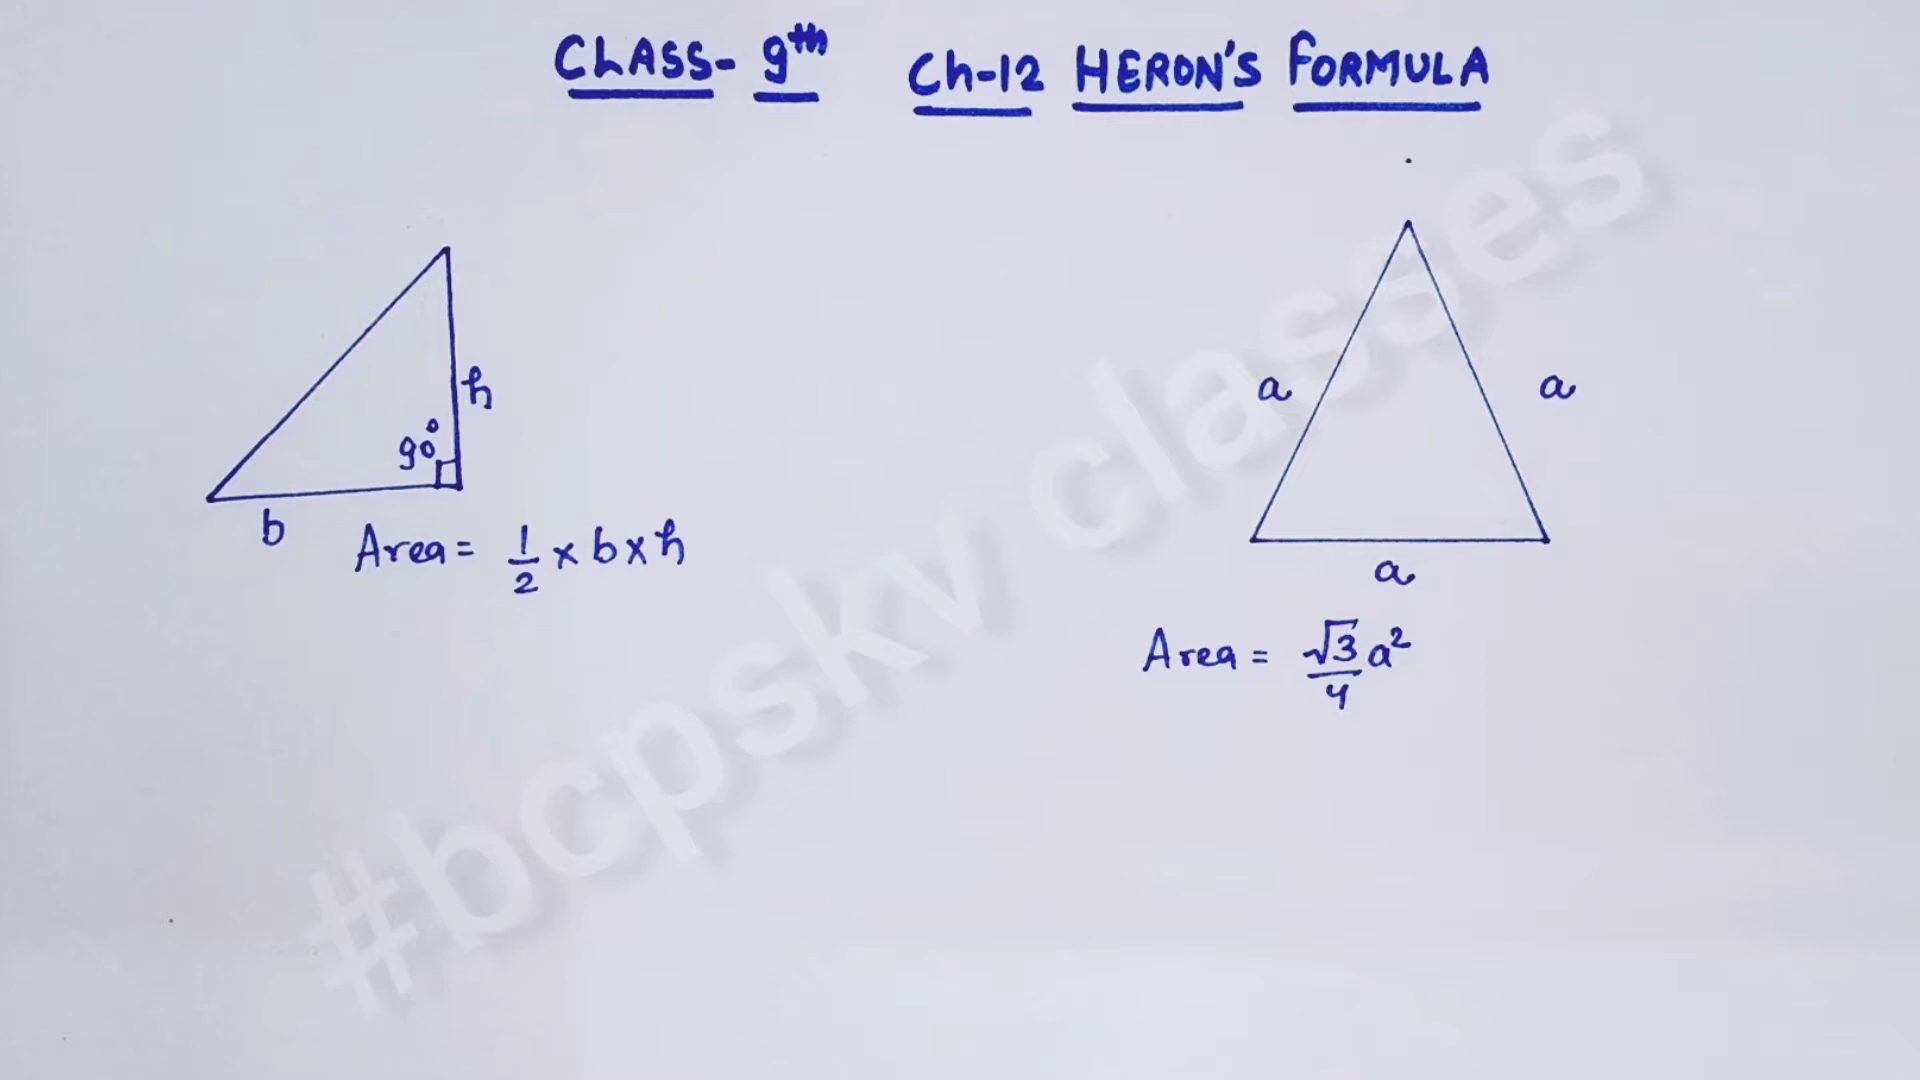 CLASS- 9th Ch-12 HERON'S FORMULA
h
90°
b
Area = 1/2 × b × h
a
a
a
Area = √3/4 a²
#bcpskv classes